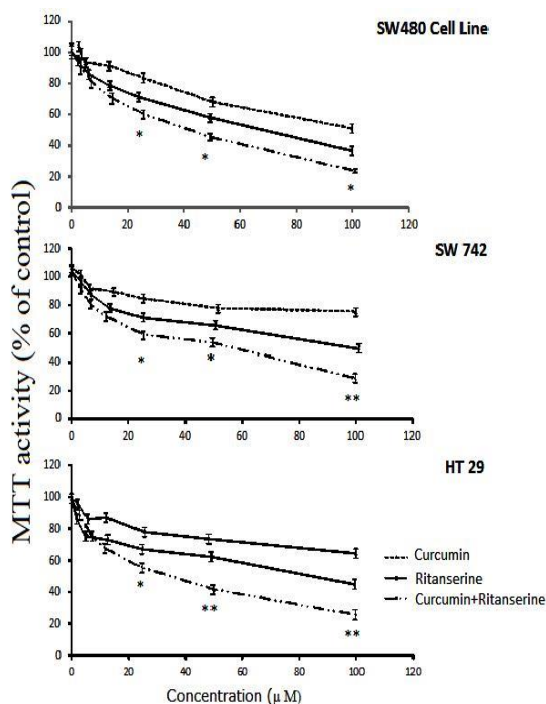 SW480 Cell Line
120
100
80
60
40
20
0
* * *
0 20 40 60 80 100 120
SW 742
120
100
80
60
40
20
0
* * **
0 20 40 60 80 100 120
HT 29
120
100
80
60
40
20
0
* ** **
0 20 40 60 80 100 120
Curcumin
Ritanserine
Curcumin+Ritanserine
MTT activity (% of control)
Concentration (µM)